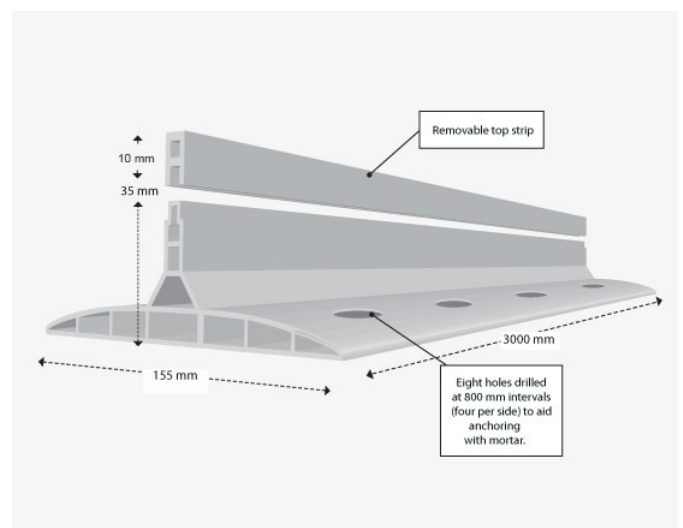 Removable top strip
10 mm
35 mm
3000 mm
155 mm
Eight holes drilled
at 800 mm intervals
(four per side) to aid
anchoring
with mortar.